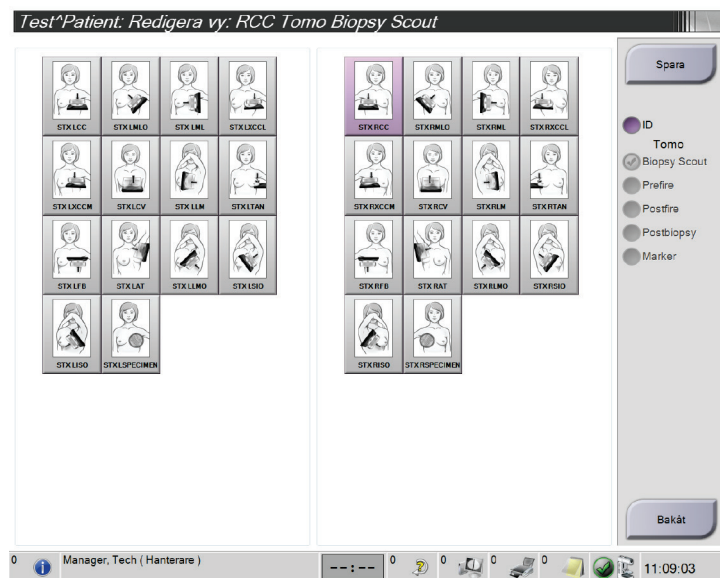 Test^Patient: Redigera vy: RCC Tomo Biopsy Scout
STX LCC STX LMLO STX LML STX LXCCL
STX LXCCM STX LCV STX LLM STX LTAN
STX LFB STX LAT STX LLMO STX LSIO
STX LISO STX LSPECIMEN
STX RCC STX RMLO STX RML STX RXCCL
STX RXCCM STX RCV STX RLM STX RTAN
STX RFB STX RAT STX RLMO STX RSIO
STX RISO STX RSPECIMEN
Spara
ID
Tomo
Biopsy Scout
Prefire
Postfire
Postbiopsy
Marker
Bakåt
0 Manager, Tech ( Hanterare ) --:-- 0 0 0 0 11:09:03